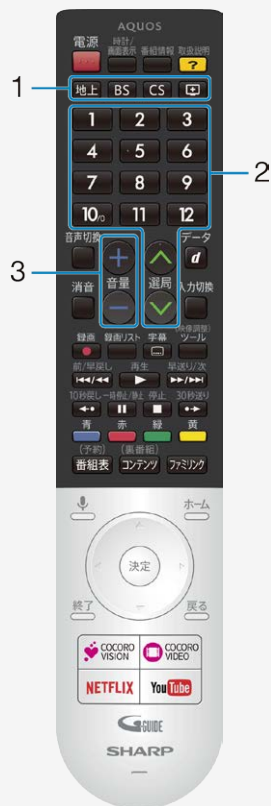 AQUOS
電源
時計/
画面表示 番組情報 取扱説明
?
1
地上 BS CS
1 2 3
4 5 6
7 8 9
10/0 11 12
2
音声切換 データ
d
3
音量 選局
消音 入力切換
(映像調整)
録画 録画リスト 字幕 ツール
前/早戻し 再生 早送り/次
10秒戻し 一時停止/静止 停止 30秒送り
青 赤 緑 黄
(予約) (裏番組)
番組表 コンテンツ ファミリンク
ホーム
決定
終了 戻る
COCORO VISION
COCORO VIDEO
NETFLIX YouTube
G-GUIDE
SHARP